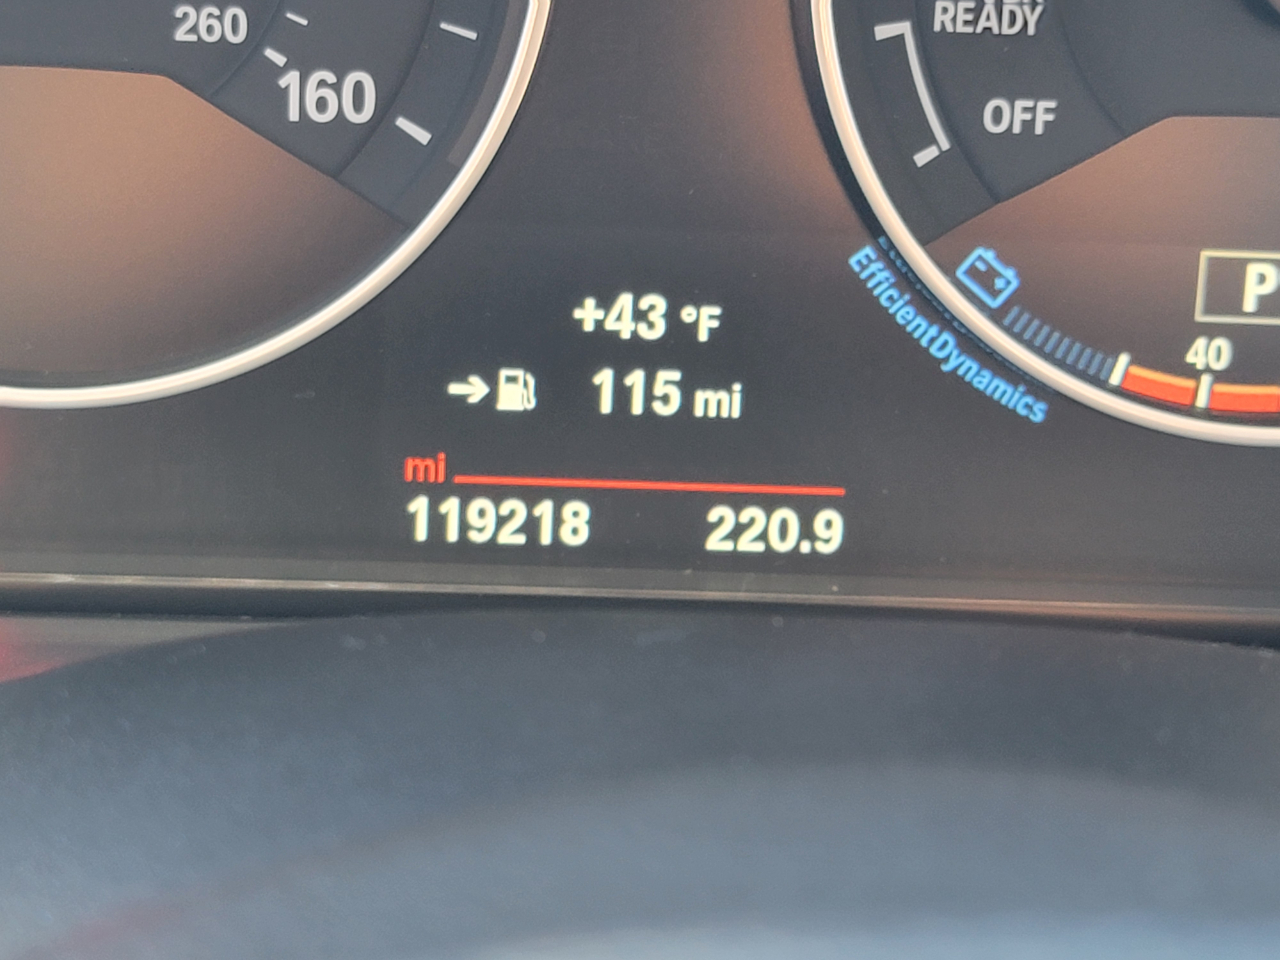 260
160
READY
OFF
+43 °F
115 mi
EfficientDynamics
P
40
mi
119218 220.9